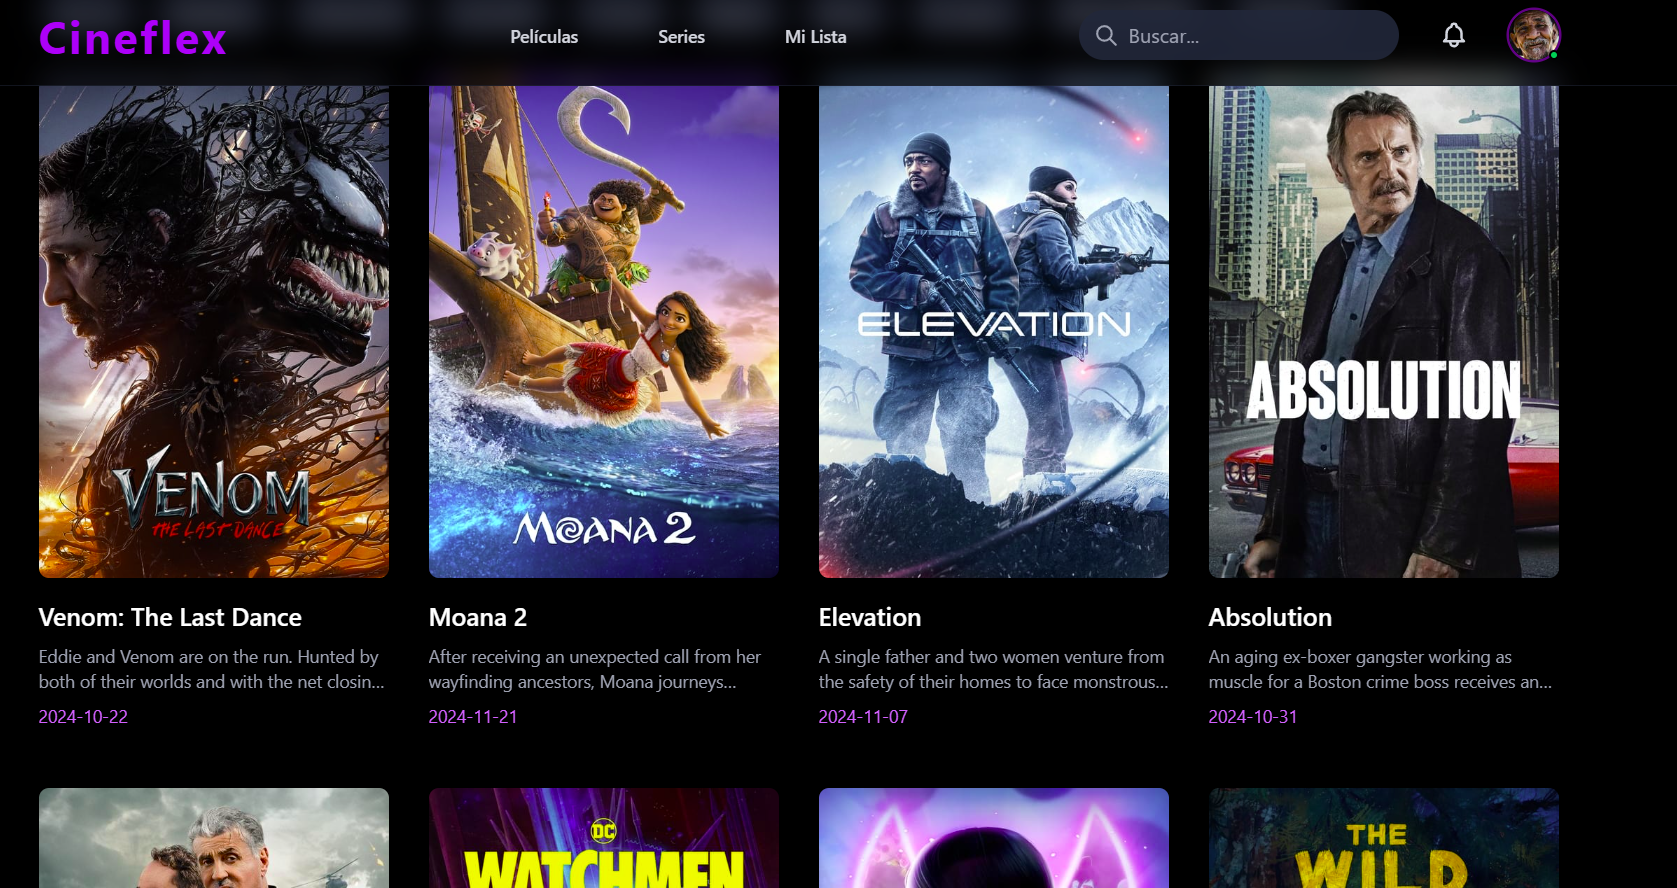 Cineflex
Películas
Series
Mi Lista
Buscar...
VENOM
THE LAST DANCE
MOANA 2
ELEVATION
ABSOLUTION
Venom: The Last Dance
Moana 2
Elevation
Absolution
Eddie and Venom are on the run. Hunted by
both of their worlds and with the net closin...
After receiving an unexpected call from her
wayfinding ancestors, Moana journeys...
A single father and two women venture from
the safety of their homes to face monstrous...
An aging ex-boxer gangster working as
muscle for a Boston crime boss receives an...
2024-10-22
2024-11-21
2024-11-07
2024-10-31
DC
WATCHMEN
THE
WILD